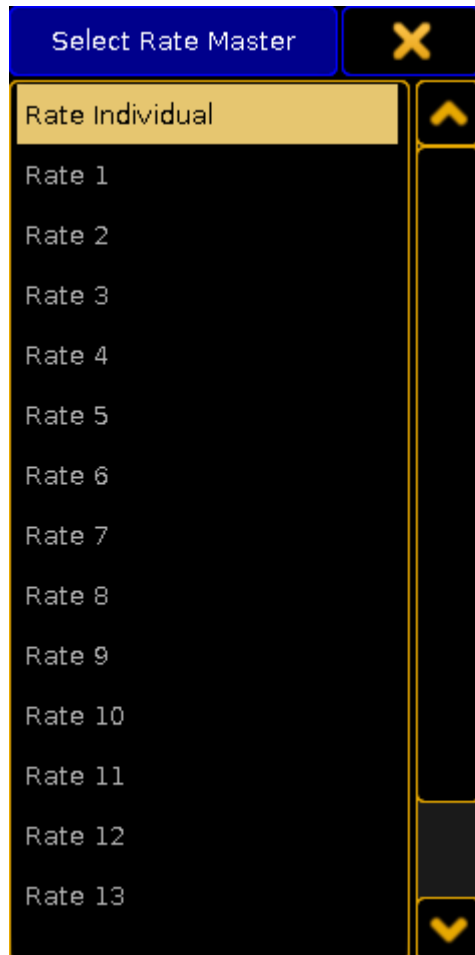 Select Rate Master
Rate Individual
Rate 1
Rate 2
Rate 3
Rate 4
Rate 5
Rate 6
Rate 7
Rate 8
Rate 9
Rate 10
Rate 11
Rate 12
Rate 13